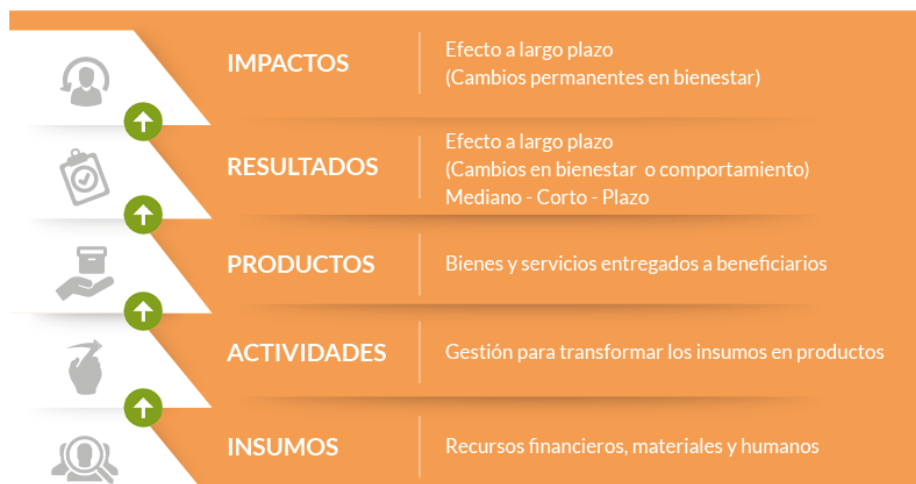 IMPACTOS
Efecto a largo plazo
(Cambios permanentes en bienestar)
RESULTADOS
Efecto a largo plazo
(Cambios en bienestar o comportamiento)
Mediano - Corto - Plazo
PRODUCTOS
Bienes y servicios entregados a beneficiarios
ACTIVIDADES
Gestión para transformar los insumos en productos
INSUMOS
Recursos financieros, materiales y humanos